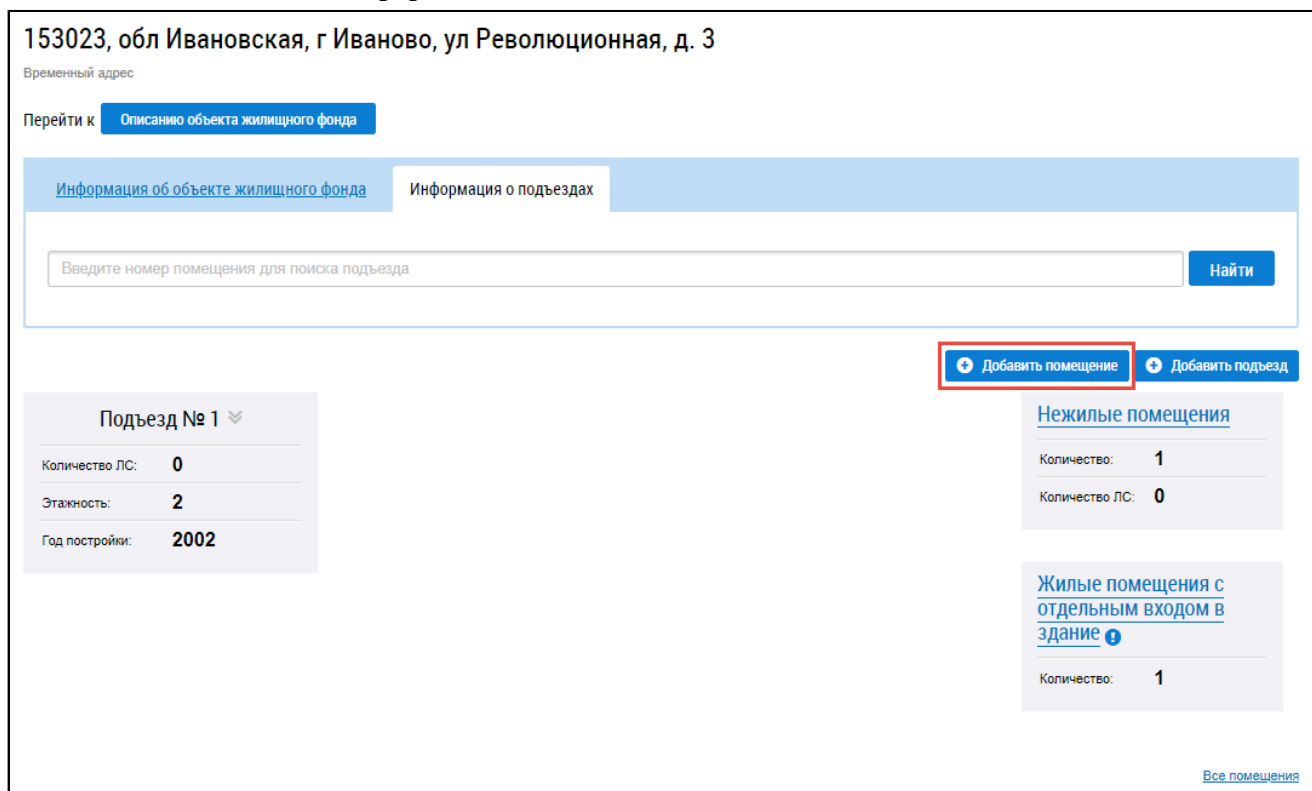 153023, обл Ивановская, г Иваново, ул Революционная, д. 3
Временный адрес
Перейти к Описанию объекта жилищного фонда
Информация об объекте жилищного фонда Информация о подъездах
Введите номер помещения для поиска подъезда Найти
Добавить помещение Добавить подъезд
Подъезд № 1
Количество ЛС: 0
Этажность: 2
Год постройки: 2002
Нежилые помещения
Количество: 1
Количество ЛС: 0
Жилые помещения с
отдельным входом в
здание
Количество: 1
Все помещения